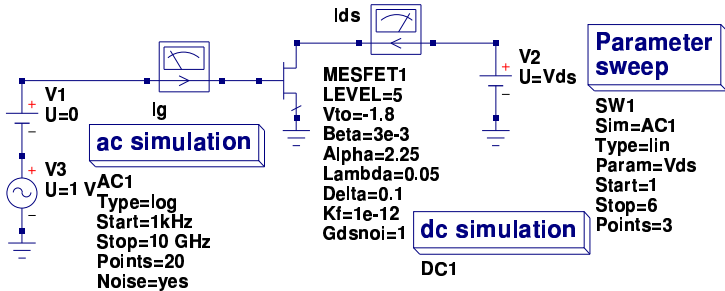 Ids
Ig
V1
U=0
V3
U=1 V
ac simulation
AC1
Type=log
Start=1kHz
Stop=10 GHz
Points=20
Noise=yes
MESFET1
LEVEL=5
Vto=-1.8
Beta=3e-3
Alpha=2.25
Lambda=0.05
Delta=0.1
Kf=1e-12
Gdsnoi=1
V2
U=Vds
dc simulation
DC1
Parameter
sweep
SW1
Sim=AC1
Type=lin
Param=Vds
Start=1
Stop=6
Points=3